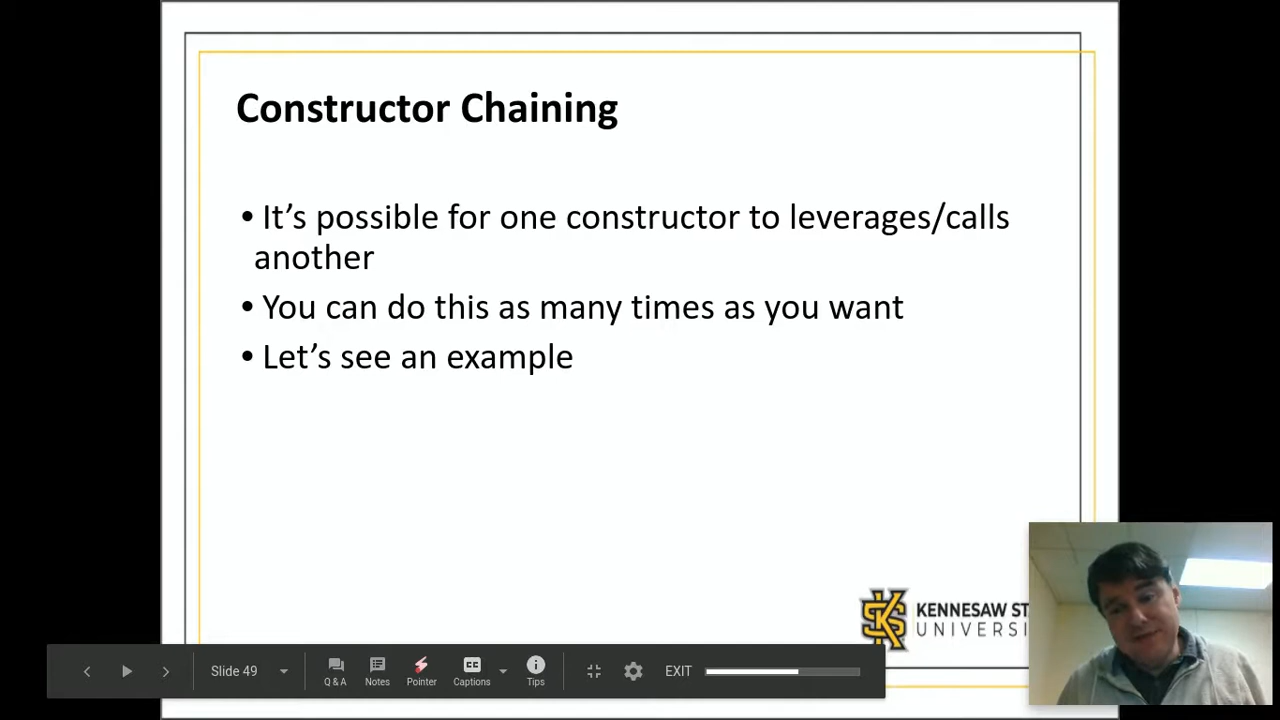 Constructor Chaining
• It’s possible for one constructor to leverages/calls
another
• You can do this as many times as you want
• Let’s see an example
KENNESAW ST
UNIVERSI
Slide 49
Q & A
Notes
Pointer
CC
Captions
Tips
EXIT